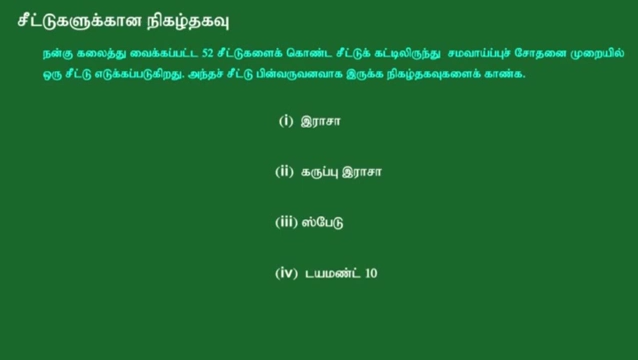 சீட்டுகளுக்கான நிகழ்தகவு
நன்கு கலைத்து வைக்கப்பட்ட 52 சீட்டுகளைக் கொண்ட சீட்டுக் கட்டிலிருந்து சமவாய்ப்புச் சோதனை முறையில்
ஒரு சீட்டு எடுக்கப்படுகிறது. அந்தச் சீட்டு பின்வருவனவாக இருக்க நிகழ்தகவுகளைக் காண்க.
(i) இராசா
(ii) கருப்பு இராசா
(iii) ஸ்பேடு
(iv) டயமண்ட் 10